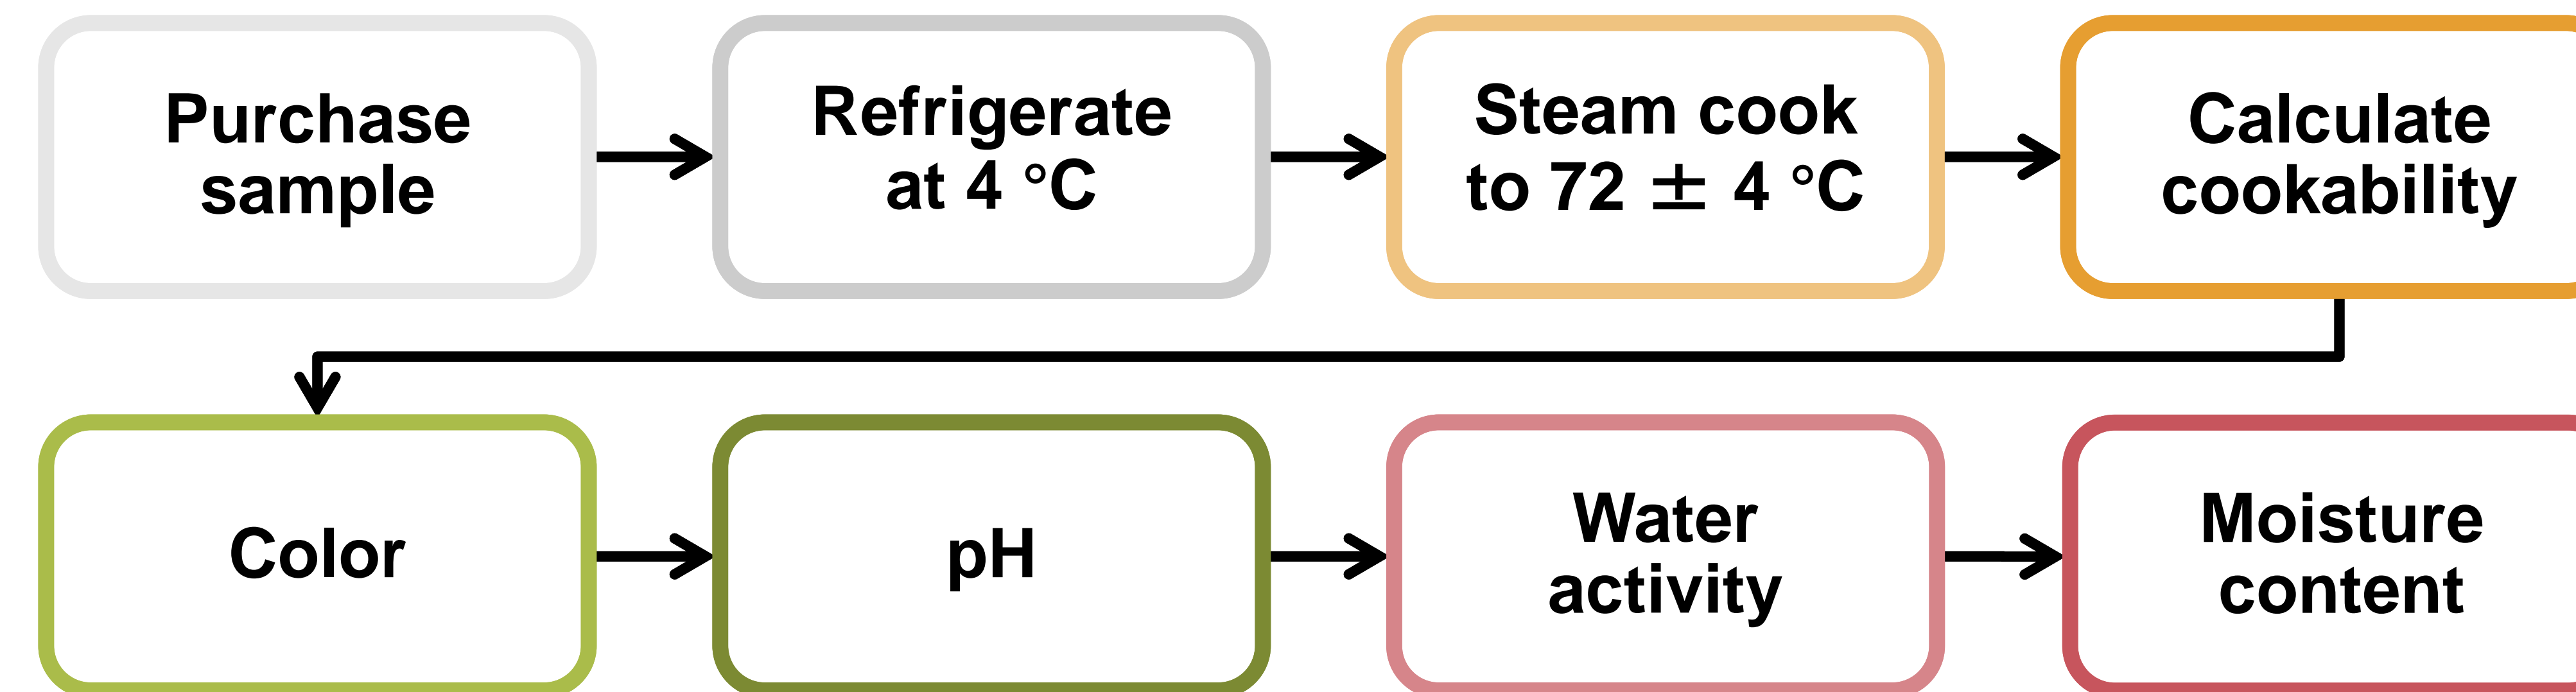 Purchase
sample
Refrigerate
at 4 °C
Steam cook
to 72 ± 4 °C
Calculate
cookability
Color
pH
Water
activity
Moisture
content